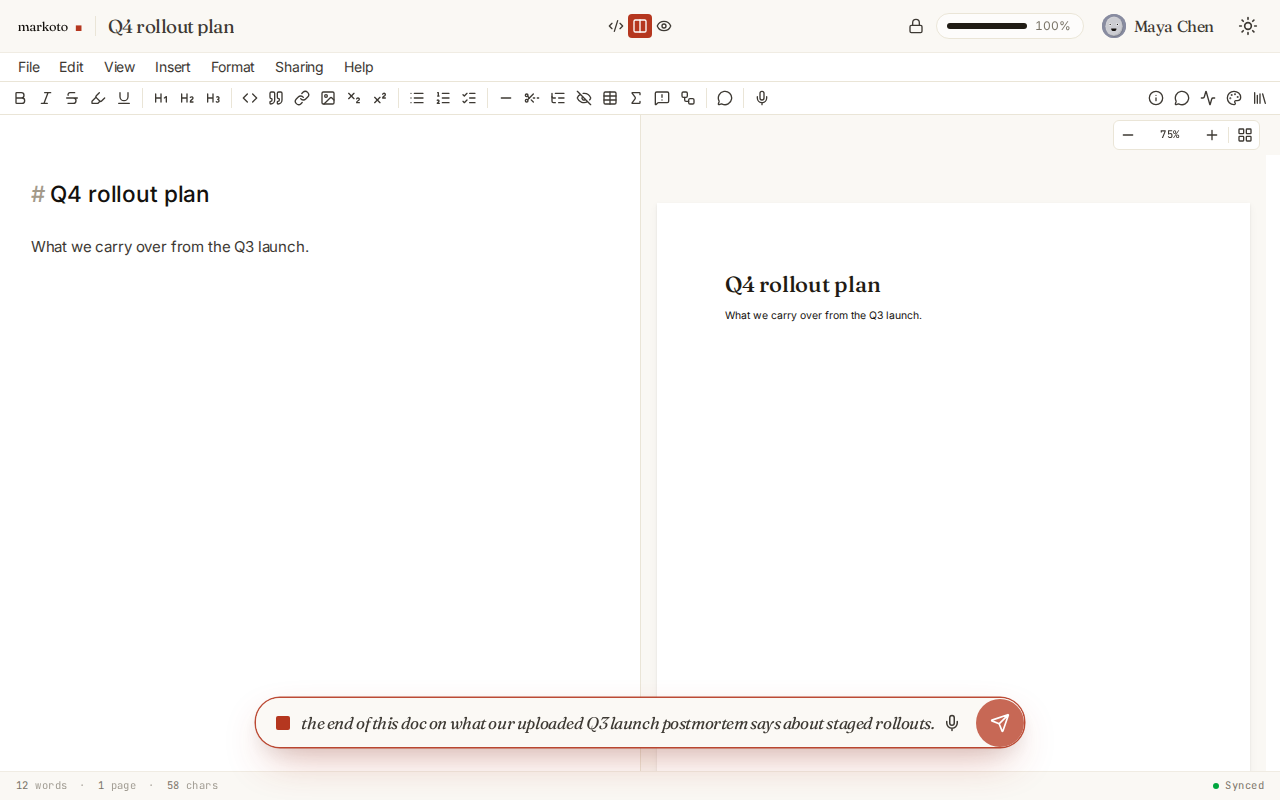 markoto
Q4 rollout plan
100%
Maya Chen
File Edit View Insert Format Sharing Help
H1 H2 H3
X2 X2
75%
# Q4 rollout plan
What we carry over from the Q3 launch.
Q4 rollout plan
What we carry over from the Q3 launch.
the end of this doc on what our uploaded Q3 launch postmortem says about staged rollouts.
12 words · 1 page · 58 chars
Synced